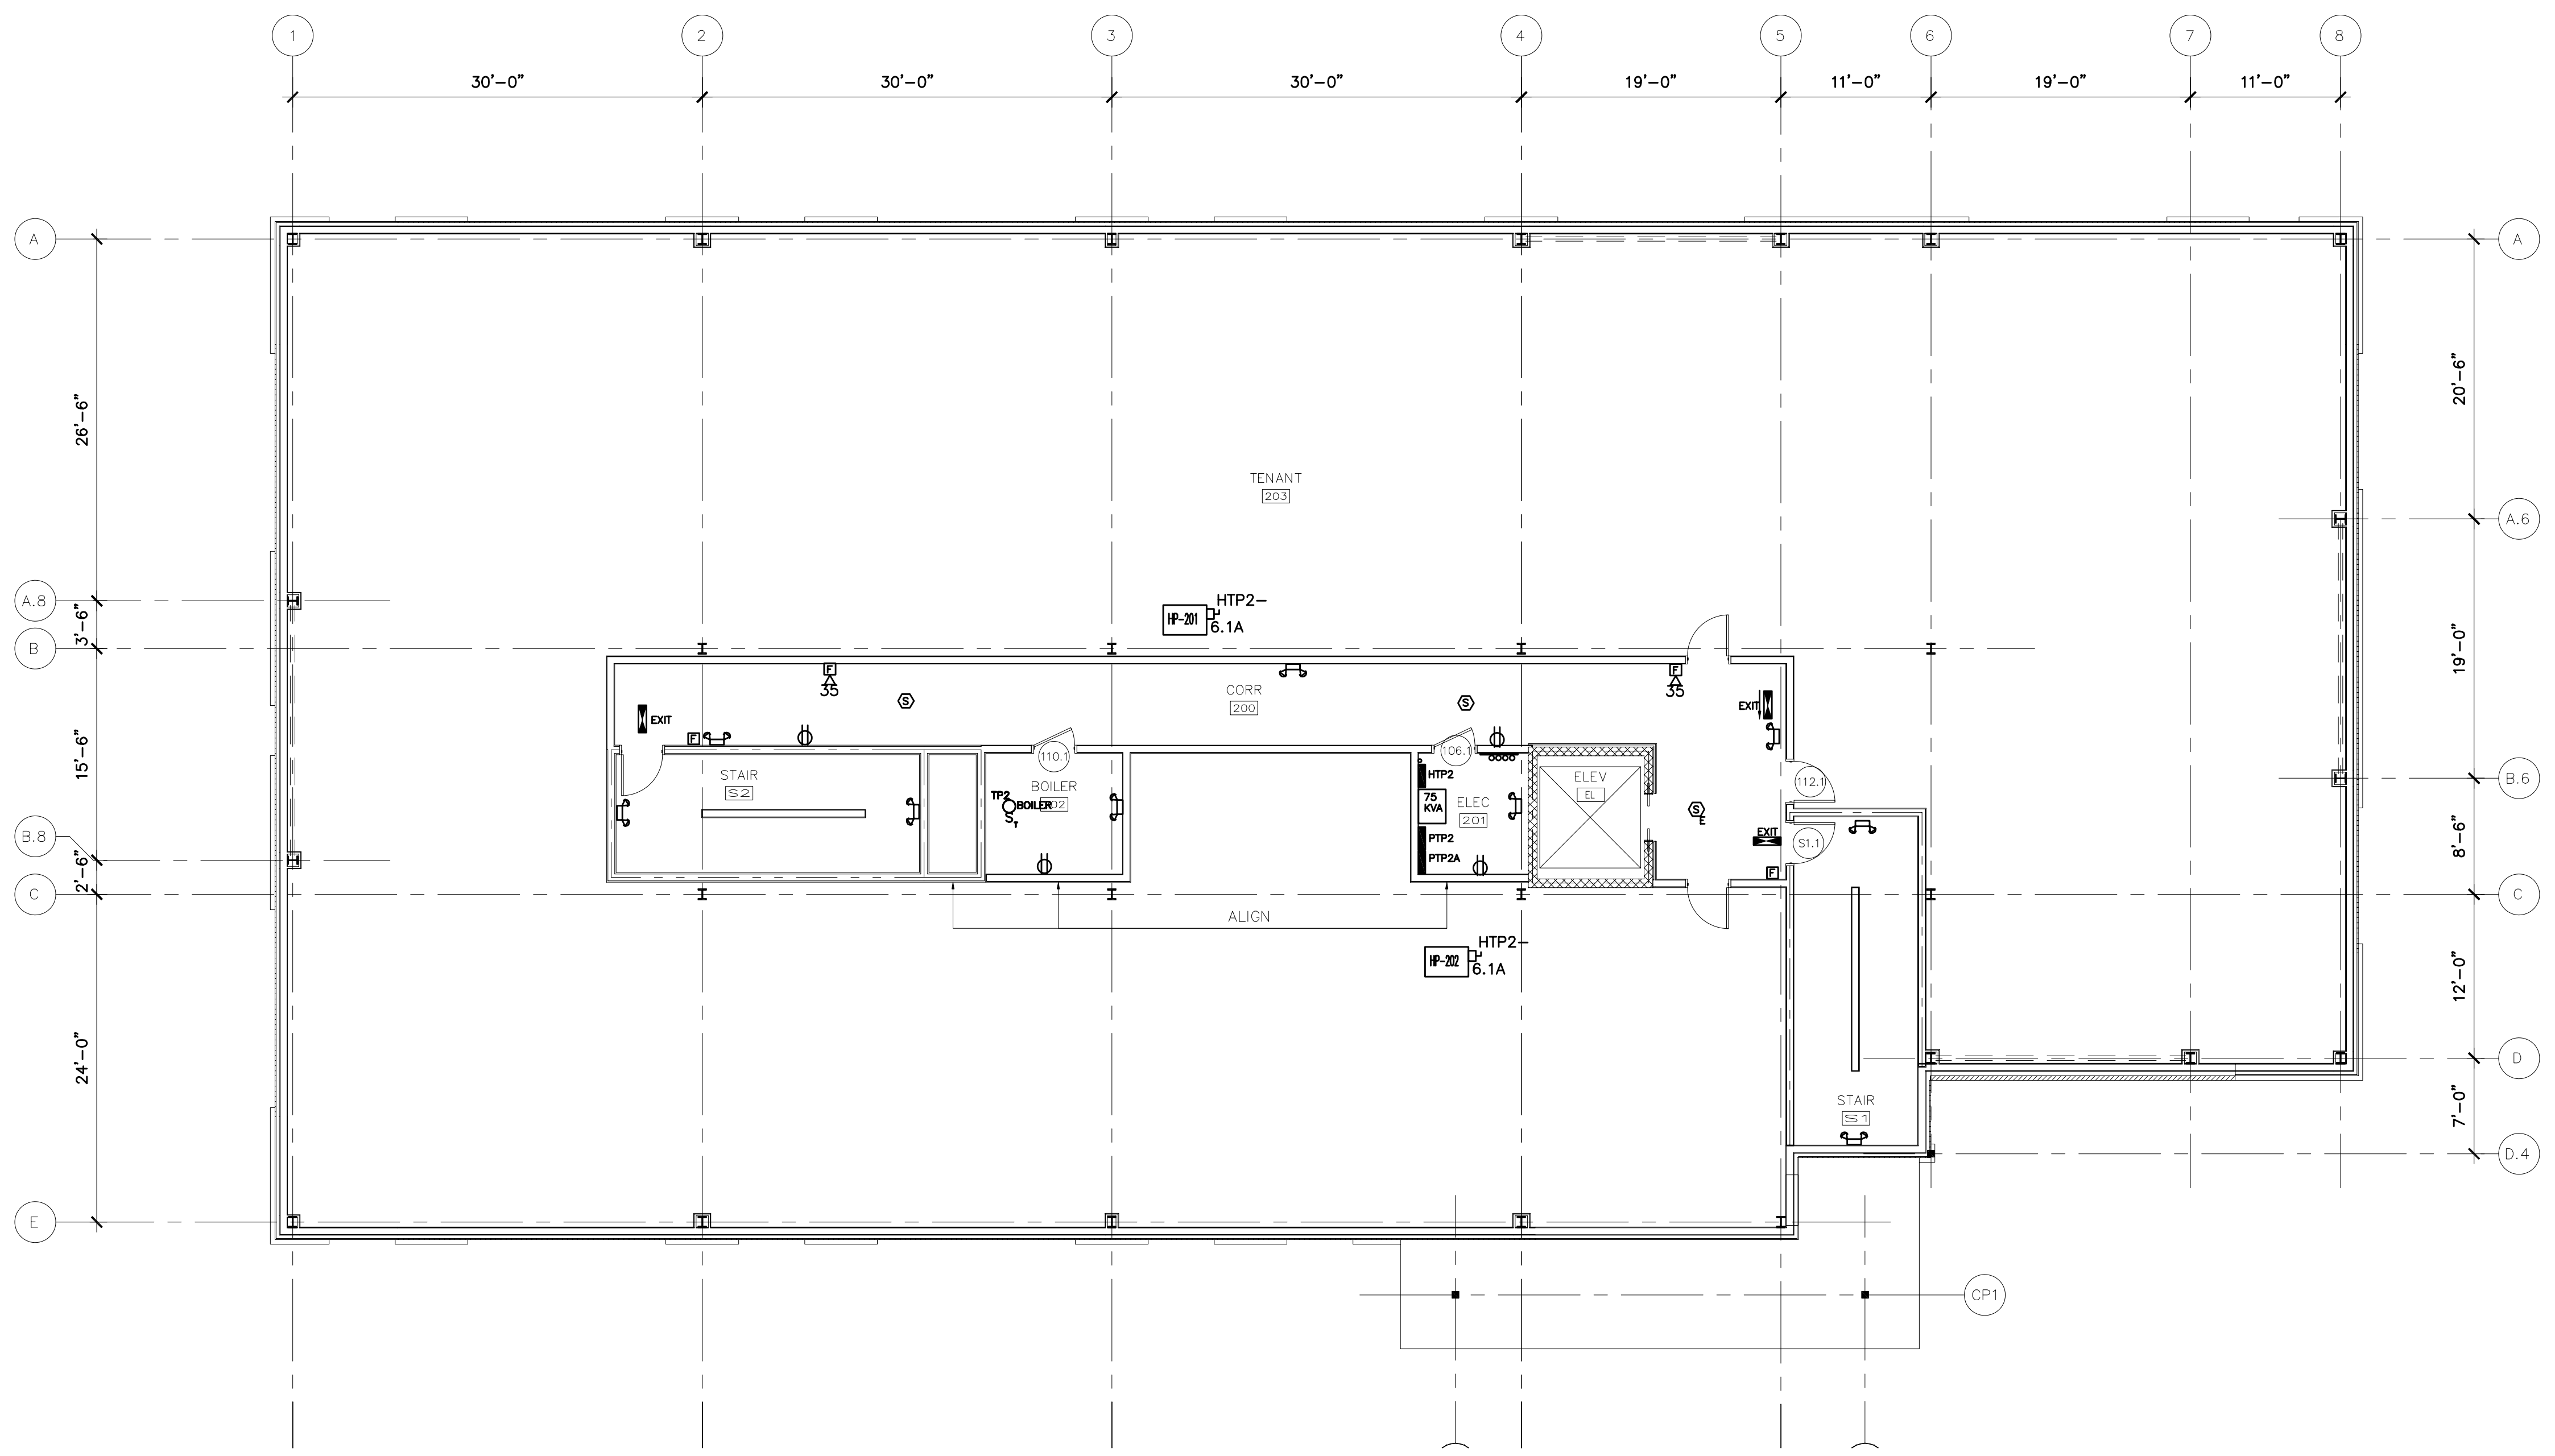 1 2 3 4 5 6 7 8
30'-0" 30'-0" 30'-0" 19'-0" 11'-0" 19'-0" 11'-0"
A A
26'-6" 20'-6"
TENANT
203
A.6
A.8
HTP2-
HP-201
6.1A
3'-6"
B
19'-0"
F F
35 35
CORR
200
S S
EXIT EXIT
F
15'-6"
110.1 106.1
STAIR
S2
BOILER
02
TP2
BOILER
S T
HTP2
75
KVA
ELEC
201
PTP2
PTP2A
ELEV
EL
112.1
B.6
S
E
EXIT
S1.1
F
B.8
2'-6"
8'-6"
C C
ALIGN
HTP2-
HP-202
6.1A
24'-0"
12'-0"
D
STAIR
S1
7'-0"
D.4
E
CP1